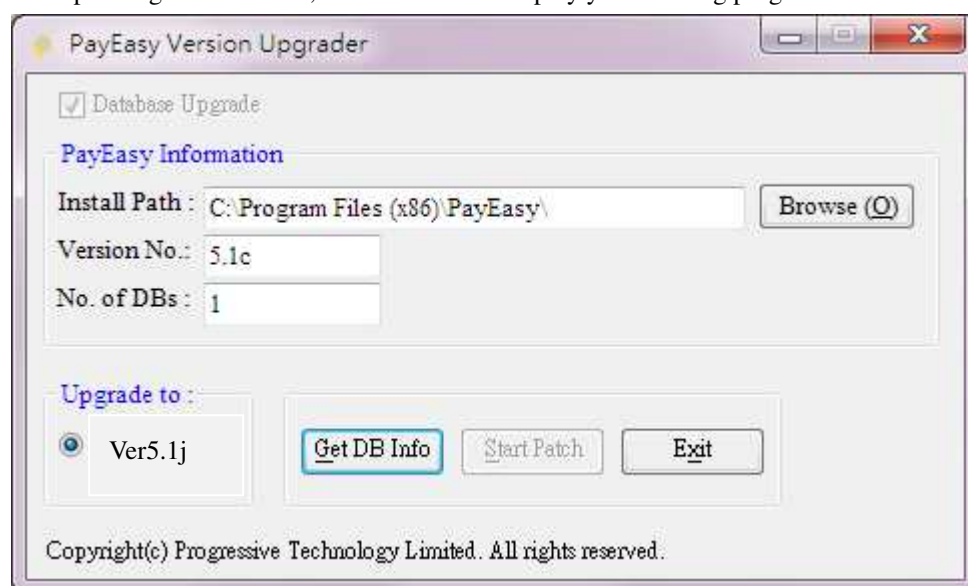 PayEasy Version Upgrader
Database Upgrade
PayEasy Information
Install Path : C:\Program Files (x86)\PayEasy\ Browse (O)
Version No.: 5.1c
No. of DBs : 1
Upgrade to :
Ver5.1j Get DB Info Start Patch Exit
Copyright(c) Progressive Technology Limited. All rights reserved.